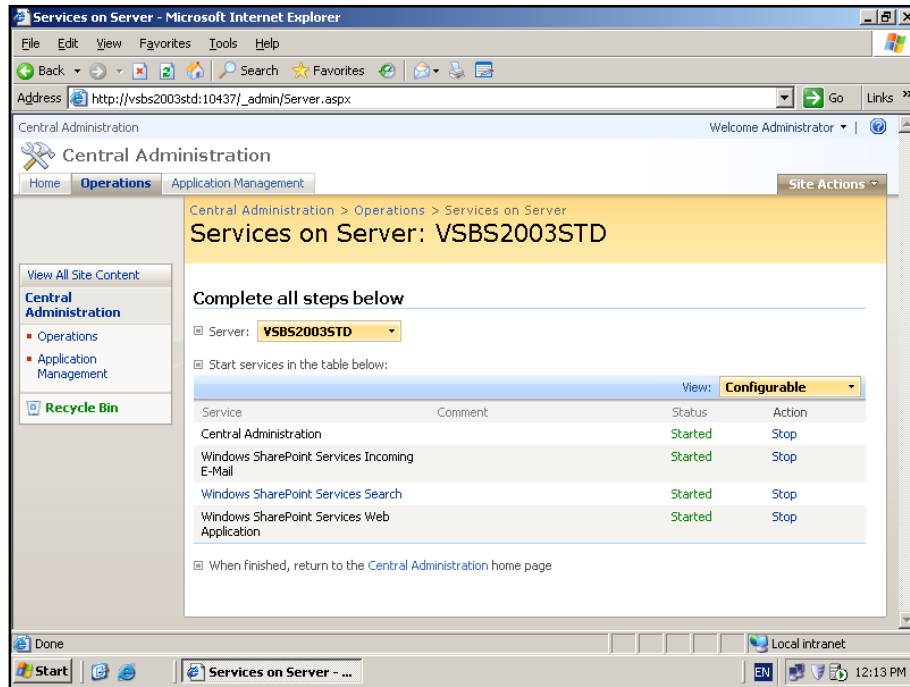 Services on Server - Microsoft Internet Explorer
File Edit View Favorites Tools Help
Back Search Favorites
Address http://vsbs2003std:10437/_admin/Server.aspx Go Links »
Central Administration Welcome Administrator
Central Administration
Home Operations Application Management Site Actions
Central Administration > Operations > Services on Server
Services on Server: VSBS2003STD
View All Site Content
Central
Administration
Operations
Application
Management
Recycle Bin
Complete all steps below
Server: VSBS2003STD
Start services in the table below:
View: Configurable
Service Comment Status Action
Central Administration Started Stop
Windows SharePoint Services Incoming
E-Mail Started Stop
Windows SharePoint Services Search Started Stop
Windows SharePoint Services Web
Application Started Stop
When finished, return to the Central Administration home page
Done Local intranet
Start Services on Server - ... EN 12:13 PM